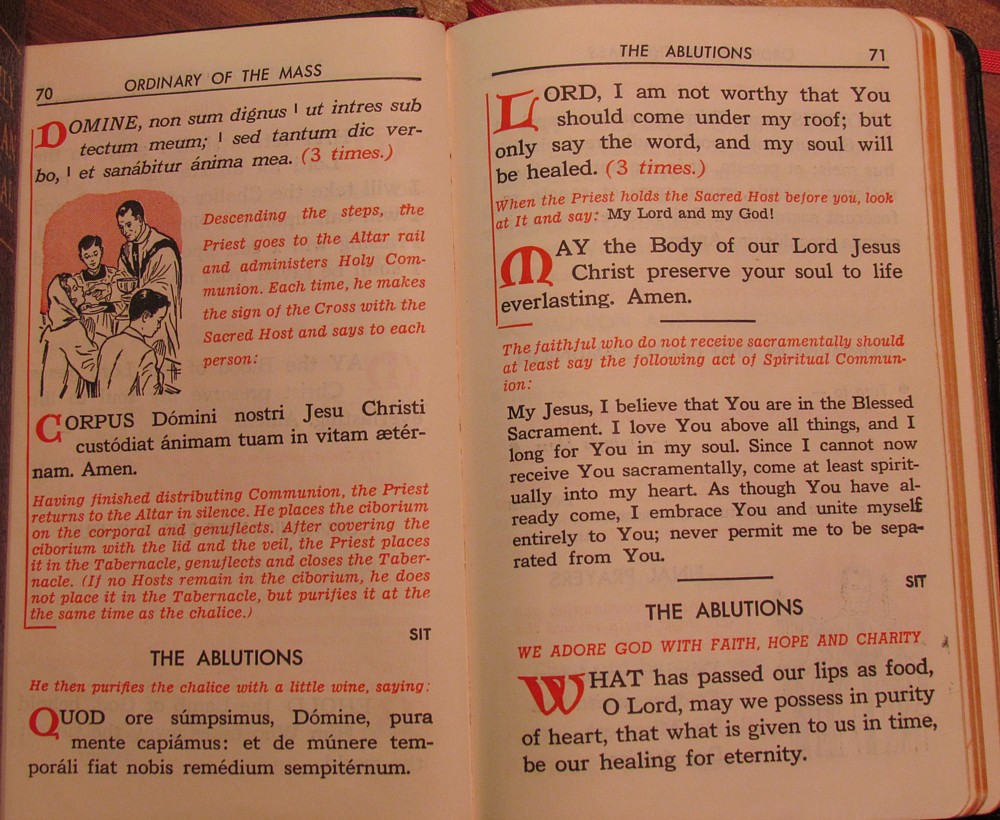 70 ORDINARY OF THE MASS
DOMINE, non sum dignus | ut intres sub
tectum meum; | sed tantum dic ver-
bo, | et sanábitur ánima mea. (3 times.)
Descending the steps, the
Priest goes to the Altar rail
and administers Holy Com-
munion. Each time, he makes
the sign of the Cross with the
Sacred Host and says to each
person:
CORPUS Dómini nostri Jesu Christi
custódiat ánimam tuam in vitam ætér-
nam. Amen.
Having finished distributing Communion, the Priest
returns to the Altar in silence. He places the ciborium
on the corporal and genuflects. After covering the
ciborium with the lid and the veil, the Priest places
it in the Tabernacle, genuflects and closes the Taber-
nacle. (If no Hosts remain in the ciborium, he does
not place it in the Tabernacle, but purifies it at the
the same time as the chalice.)
SIT
THE ABLUTIONS
He then purifies the chalice with a little wine, saying:
QUOD ore súmpsimus, Dómine, pura
mente capiámus: et de múnere tem-
poráli fiat nobis remédium sempitérnum.
THE ABLUTIONS 71
LORD, I am not worthy that You
should come under my roof; but
only say the word, and my soul will
be healed. (3 times.)
When the Priest holds the Sacred Host before you, look
at It and say: My Lord and my God!
MAY the Body of our Lord Jesus
Christ preserve your soul to life
everlasting. Amen.
The faithful who do not receive sacramentally should
at least say the following act of Spiritual Commun-
ion:
My Jesus, I believe that You are in the Blessed
Sacrament. I love You above all things, and I
long for You in my soul. Since I cannot now
receive You sacramentally, come at least spirit-
ually into my heart. As though You have al-
ready come, I embrace You and unite myself
entirely to You; never permit me to be sepa-
rated from You.
SIT
THE ABLUTIONS
WE ADORE GOD WITH FAITH, HOPE AND CHARITY
WHAT has passed our lips as food,
O Lord, may we possess in purity
of heart, that what is given to us in time,
be our healing for eternity.